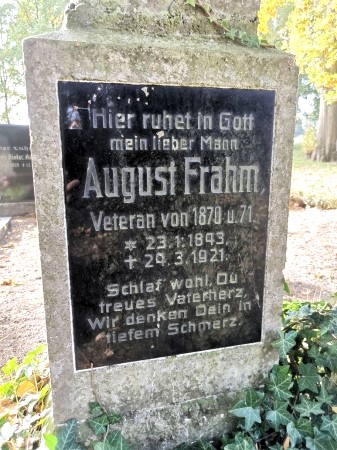 Hier ruhet in Gott
mein lieber Mann
August Frahm,
Veteran von 1870 u. 71.
* 23.1.1843.
+ 24.3.1921.
Schlaf wohl, Du
treues Vaterherz,
Wir denken Dein in
tiefem Schmerz.